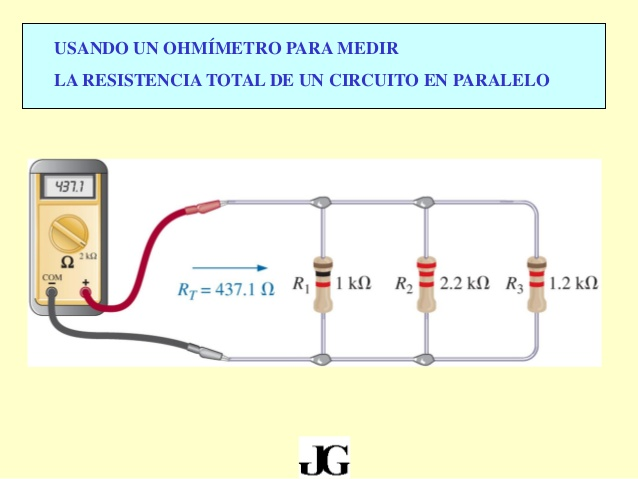 USANDO UN OHMÍMETRO PARA MEDIR
LA RESISTENCIA TOTAL DE UN CIRCUITO EN PARALELO
437.1
Ω 2 kΩ
COM
− +
R_T = 437.1 Ω
R₁ 1 kΩ
R₂ 2.2 kΩ
R₃ 1.2 kΩ
JG